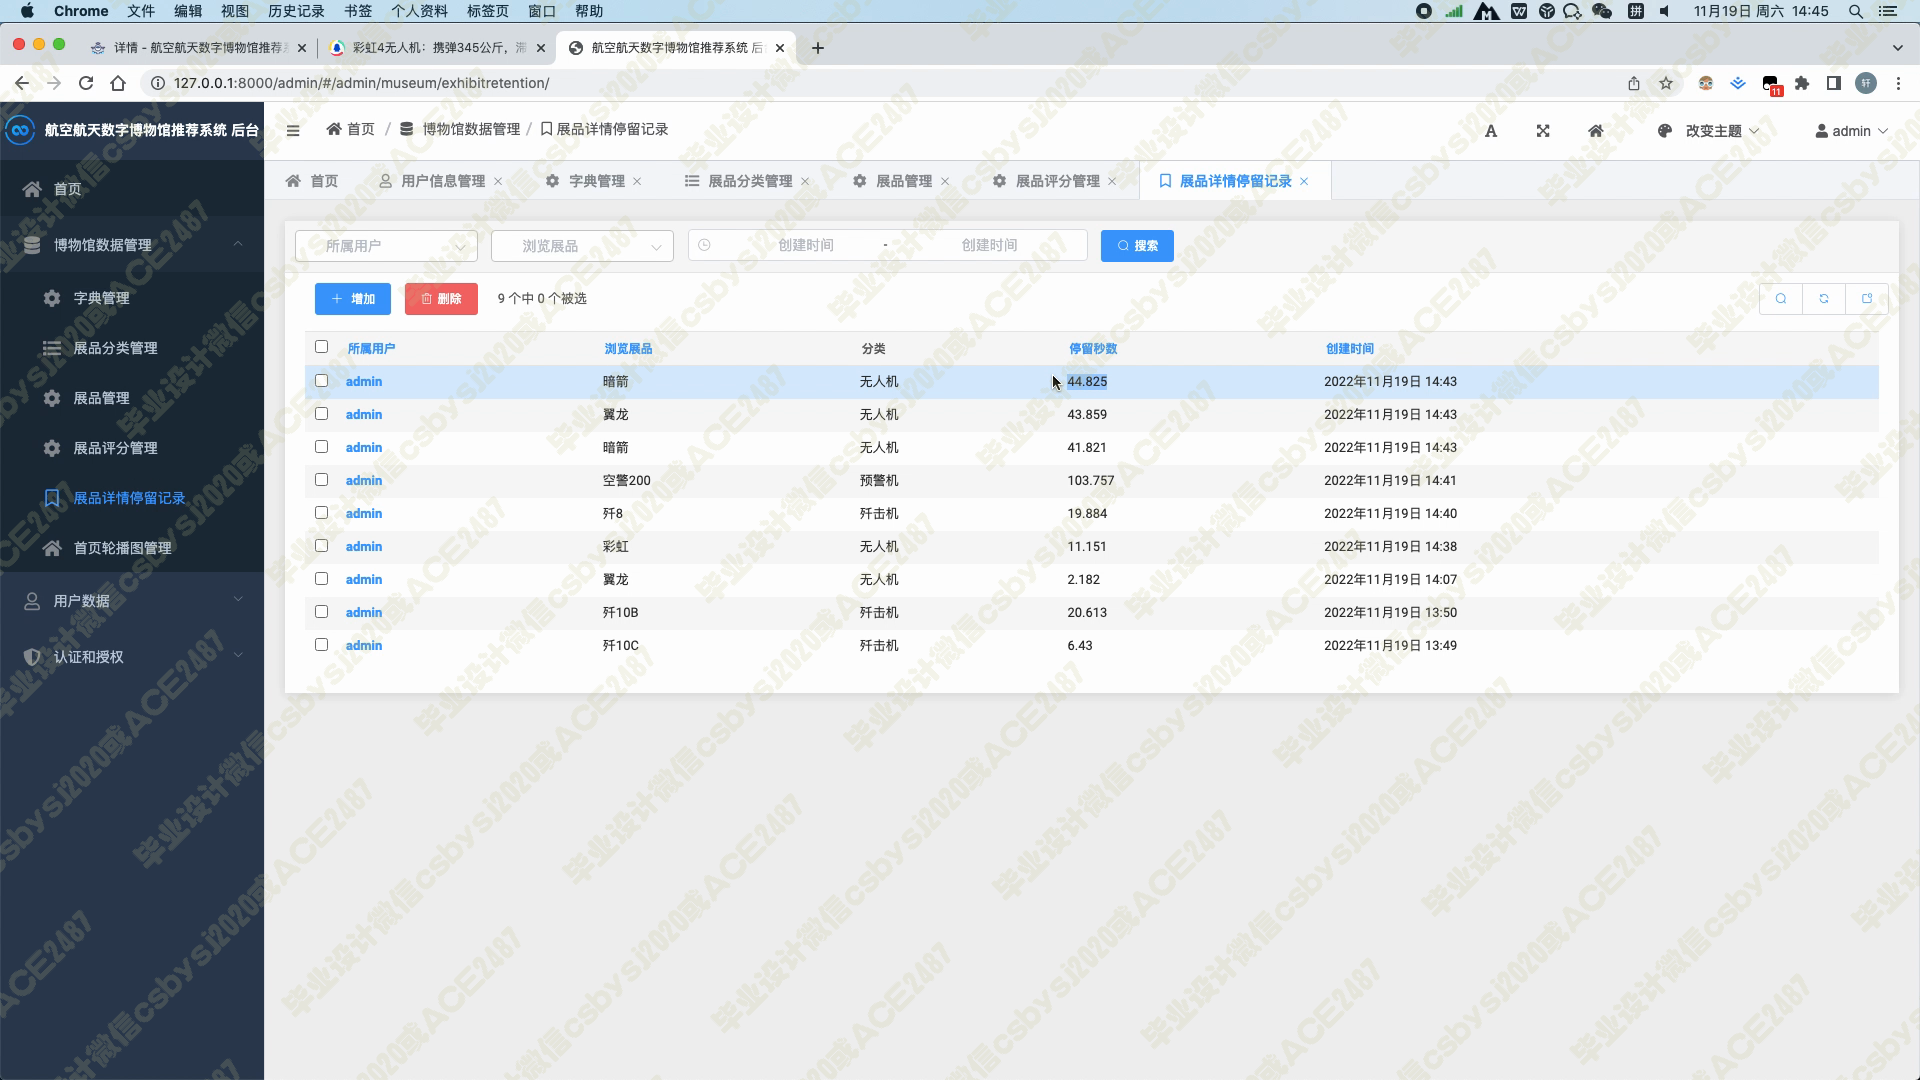 Chrome 文件 编辑 视图 历史记录 书签 个人资料 标签页 窗口 帮助 拼 11月19日 周六 14:45
详情 - 航空航天数字博物馆推荐 彩虹4无人机：携弹345公斤， 航空航天数字博物馆推荐系统 后
127.0.0.1:8000/admin/#/admin/museum/exhibitretention/ 11 轩
航空航天数字博物馆推荐系统 后台
首页 / 博物馆数据管理 / 展品详情停留记录 A 改变主题 admin
首页 用户信息管理 字典管理 展品分类管理 展品管理 展品评分管理 展品详情停留记录
首页
博物馆数据管理
字典管理
展品分类管理
展品管理
展品评分管理
展品详情停留记录
首页轮播图管理
用户数据
认证和授权
所属用户 浏览展品 创建时间 - 创建时间 搜索
增加 删除 9 个中 0 个被选
所属用户 浏览展品 分类 停留秒数 创建时间
admin 暗箭 无人机 44.825 2022年11月19日 14:43
admin 翼龙 无人机 43.859 2022年11月19日 14:43
admin 暗箭 无人机 41.821 2022年11月19日 14:43
admin 空警200 预警机 103.757 2022年11月19日 14:41
admin 歼8 歼击机 19.884 2022年11月19日 14:40
admin 彩虹 无人机 11.151 2022年11月19日 14:38
admin 翼龙 无人机 2.182 2022年11月19日 14:07
admin 歼10B 歼击机 20.613 2022年11月19日 13:50
admin 歼10C 歼击机 6.43 2022年11月19日 13:49
毕业设计微信csbysj2020或ACE2487